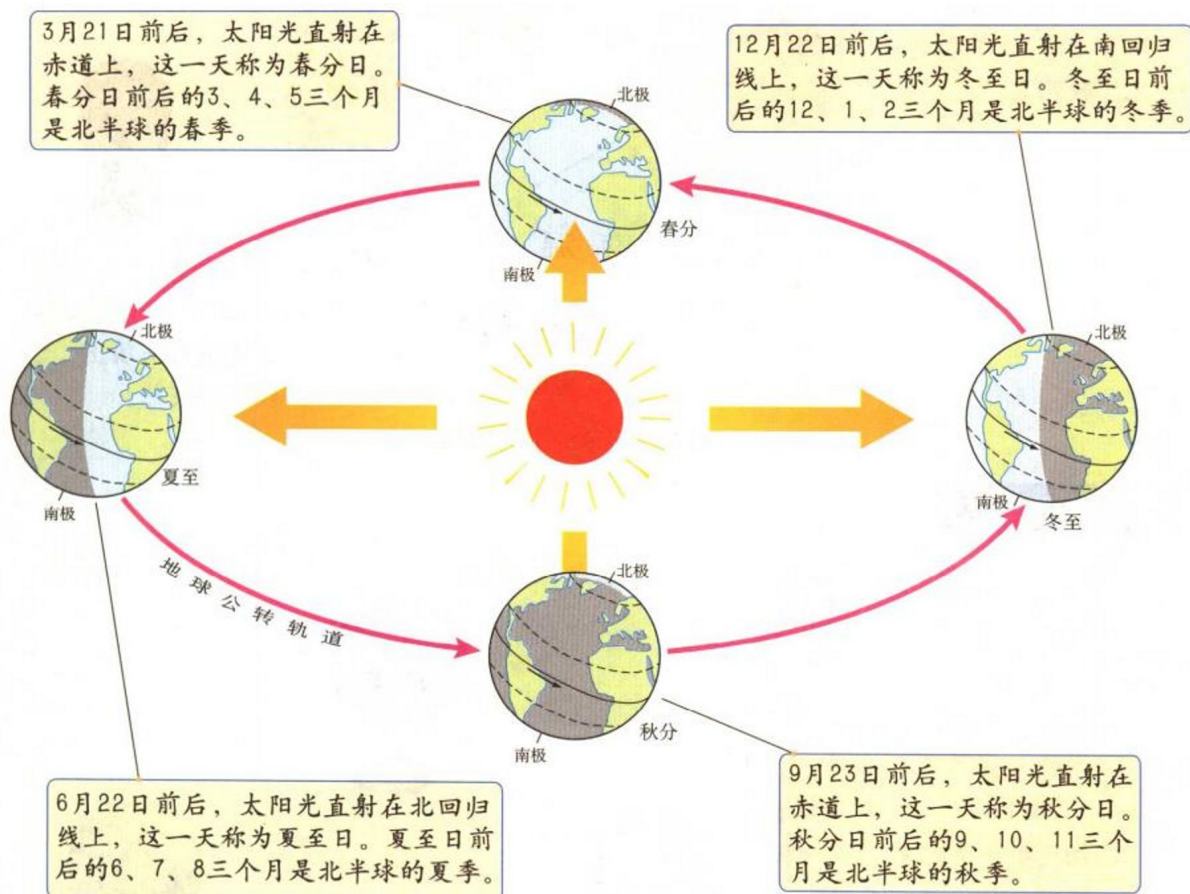 3月21日前后，太阳光直射在
赤道上，这一天称为春分日。
春分日前后的3、4、5三个月
是北半球的春季。
12月22日前后，太阳光直射在南回归
线上，这一天称为冬至日。冬至日前
后的12、1、2三个月是北半球的冬季。
北极
春分
南极
北极
夏至
南极
北极
南极
冬至
地球公转轨道
北极
秋分
南极
6月22日前后，太阳光直射在北回归
线上，这一天称为夏至日。夏至日前
后的6、7、8三个月是北半球的夏季。
9月23日前后，太阳光直射在
赤道上，这一天称为秋分日。
秋分日前后的9、10、11三个
月是北半球的秋季。